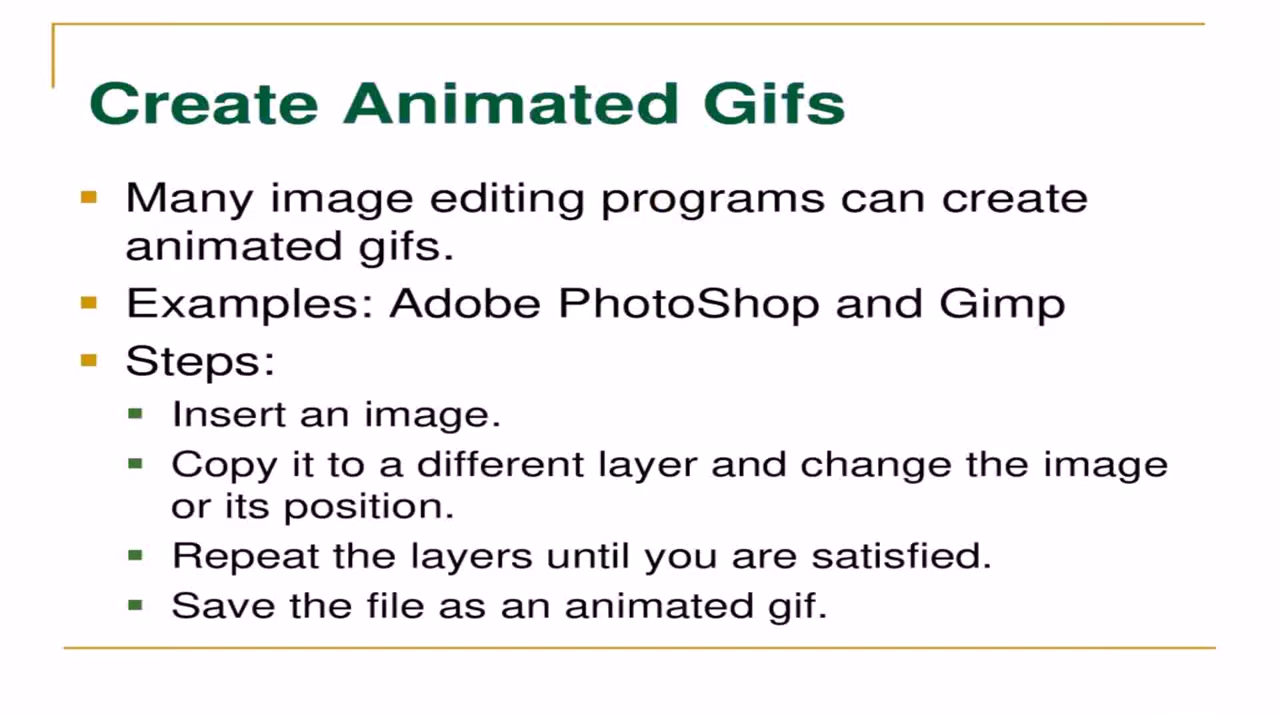 Create Animated Gifs
Many image editing programs can create
animated gifs.
Examples: Adobe PhotoShop and Gimp
Steps:
Insert an image.
Copy it to a different layer and change the image
or its position.
Repeat the layers until you are satisfied.
Save the file as an animated gif.